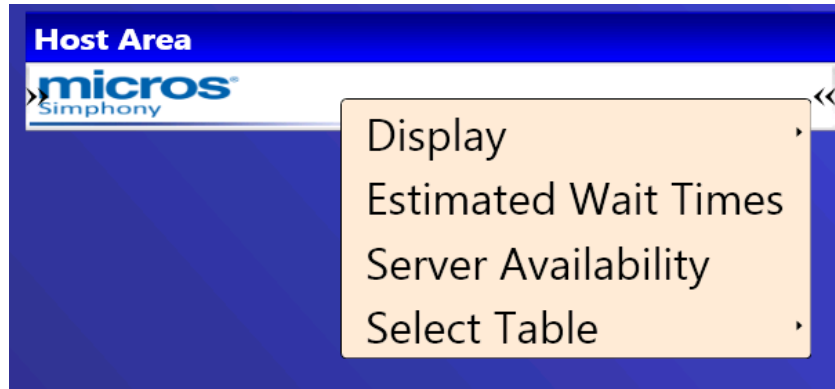 Host Area
micros®
Simphony
»
«
Display
Estimated Wait Times
Server Availability
Select Table